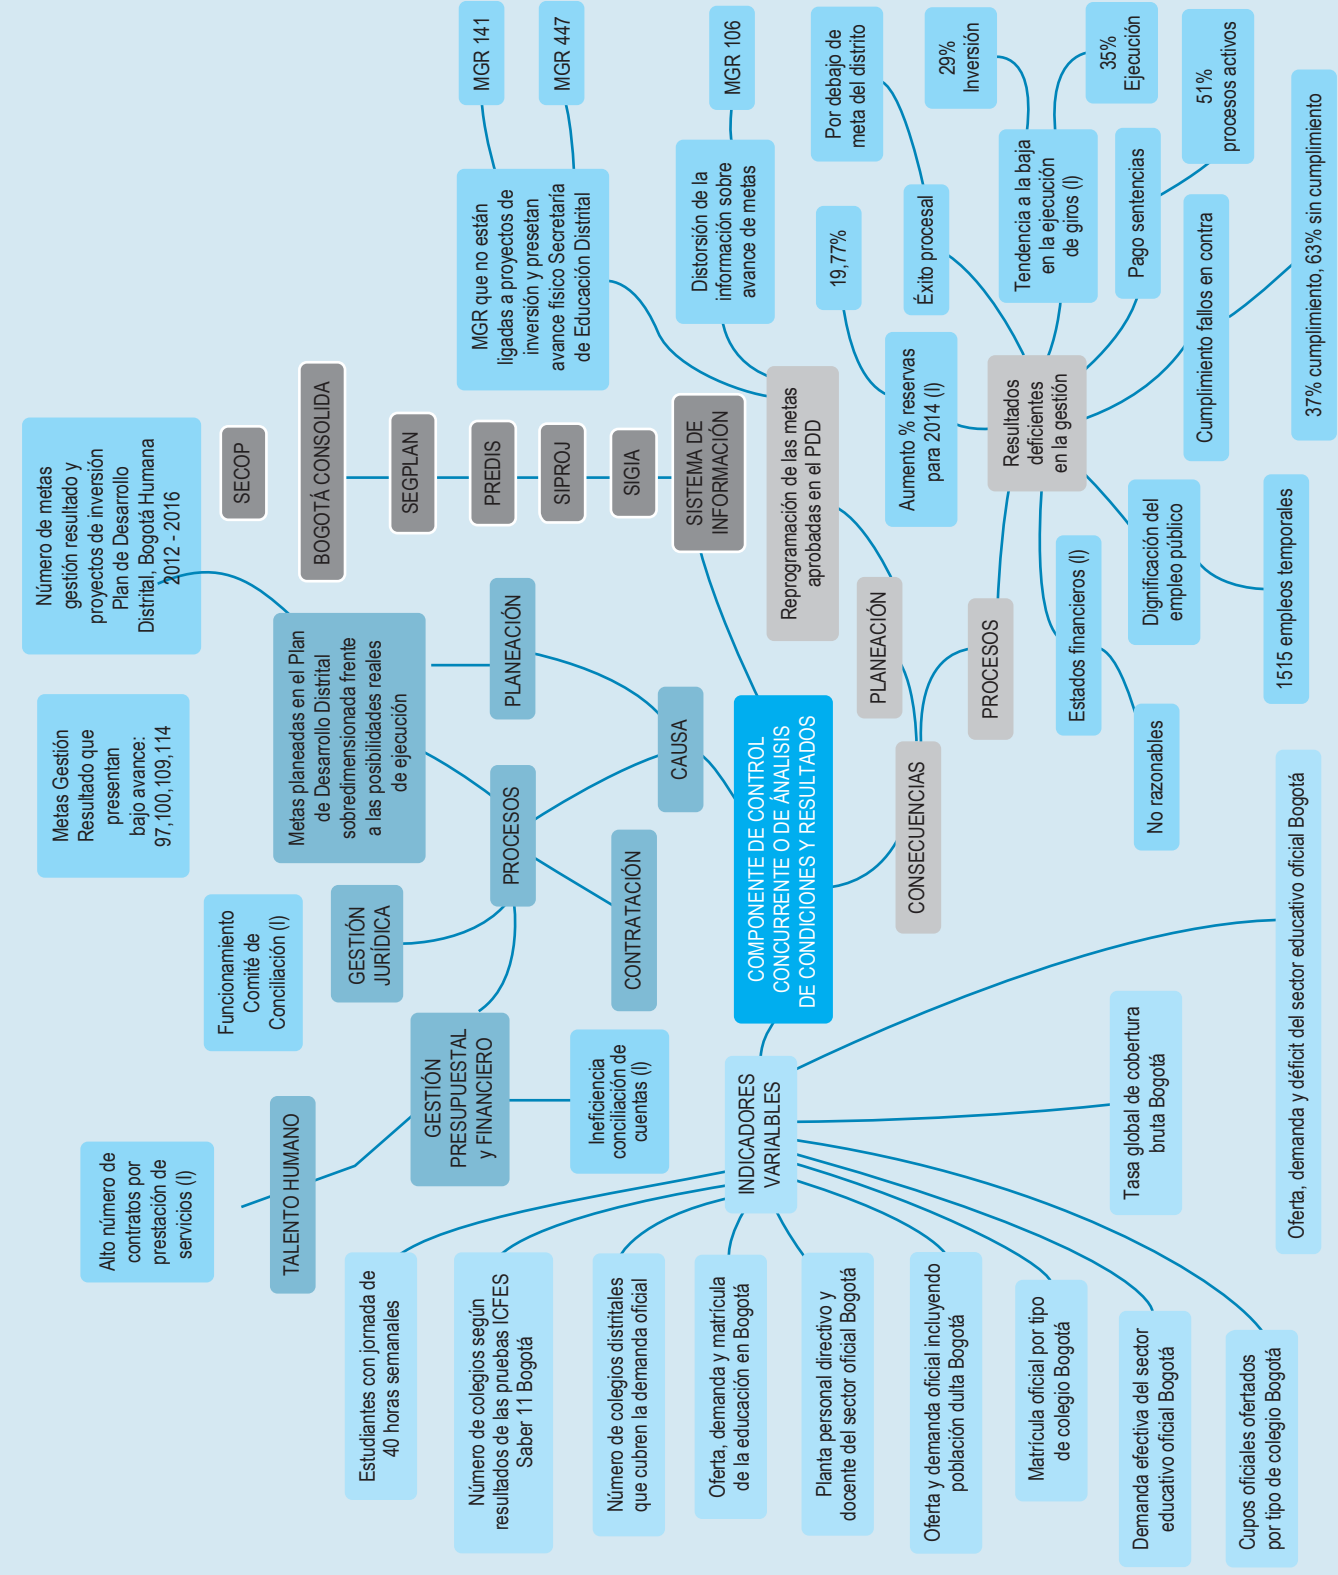 Alto número de
contratos por
prestación de
servicios (I)
TALENTO HUMANO
Funcionamiento
Comité de
Conciliación (I)
GESTIÓN
JURÍDICA
GESTIÓN
PRESUPUESTAL
y FINANCIERO
Ineficiencia
conciliación de
cuentas (I)
Metas Gestión
Resultado que
presentan
bajo avance:
97,100,109,114
Número de metas
gestión resultado y
proyectos de inversión
Plan de Desarrollo
Distrital, Bogotá Humana
2012 - 2016
Metas planeadas en el Plan
de Desarrollo Distrital
sobredimensionada frente
a las posibilidades reales
de ejecución
PLANEACIÓN
PROCESOS
CONTRATACIÓN
CAUSA
SECOP
BOGOTÁ CONSOLIDA
SEGPLAN
PREDIS
SIPROJ
SIGIA
SISTEMA DE
INFORMACIÓN
MGR 141
MGR 447
MGR que no están
ligadas a proyectos de
inversión y presetan
avance físico Secretaría
de Educación Distrital
MGR 106
Distorsión de la
información sobre
avance de metas
Reprogramación de las metas
aprobadas en el PDD
COMPONENTE DE CONTROL
CONCURRENTE O DE ÁNALISIS
DE CONDICIONES Y RESULTADOS
PLANEACIÓN
CONSECUENCIAS
PROCESOS
Resultados
deficientes
en la gestión
Aumento % reservas
para 2014 (I)
19,77%
Éxito procesal
Por debajo de
meta del distrito
Tendencia a la baja
en la ejecución
de giros (I)
29%
Inversión
35%
Ejecución
Pago sentencias
51%
procesos activos
Cumplimiento fallos en contra
37% cumplimiento, 63% sin cumplimiento
Dignificación del
empleo público
1515 empleos temporales
Estados financieros (I)
No razonables
INDICADORES
VARIALBLES
Estudiantes con jornada de
40 horas semanales
Número de colegios según
resultados de las pruebas ICFES
Saber 11 Bogotá
Número de colegios distritales
que cubren la demanda oficial
Oferta, demanda y matrícula
de la educación en Bogotá
Planta personal directivo y
docente del sector oficial Bogotá
Oferta y demanda oficial incluyendo
población dulta Bogotá
Matrícula oficial por tipo
de colegio Bogotá
Demanda efectiva del sector
educativo oficial Bogotá
Cupos oficiales ofertados
por tipo de colegio Bogotá
Tasa global de cobertura
bruta Bogotá
Oferta, demanda y déficit del sector educativo oficial Bogotá